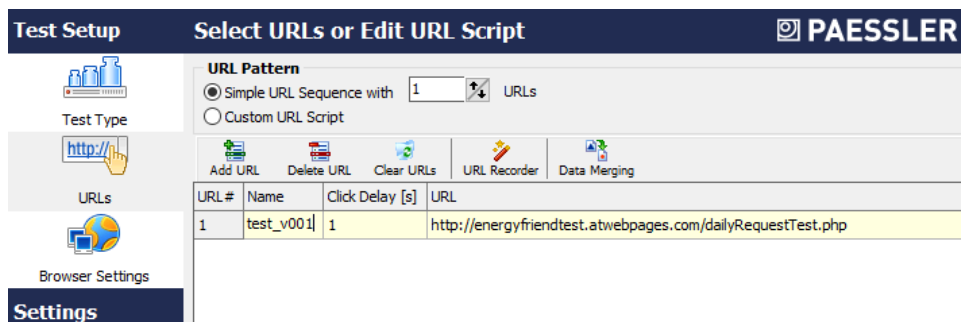 Test Setup
Select URLs or Edit URL Script
PAESSLER
Test Type
http://
URLs
Browser Settings
Settings
URL Pattern
Simple URL Sequence with 1 URLs
Custom URL Script
Add URL Delete URL Clear URLs URL Recorder Data Merging
URL# Name Click Delay [s] URL
1 test_v001 1 http://energyfriendtest.atwebpages.com/dailyRequestTest.php